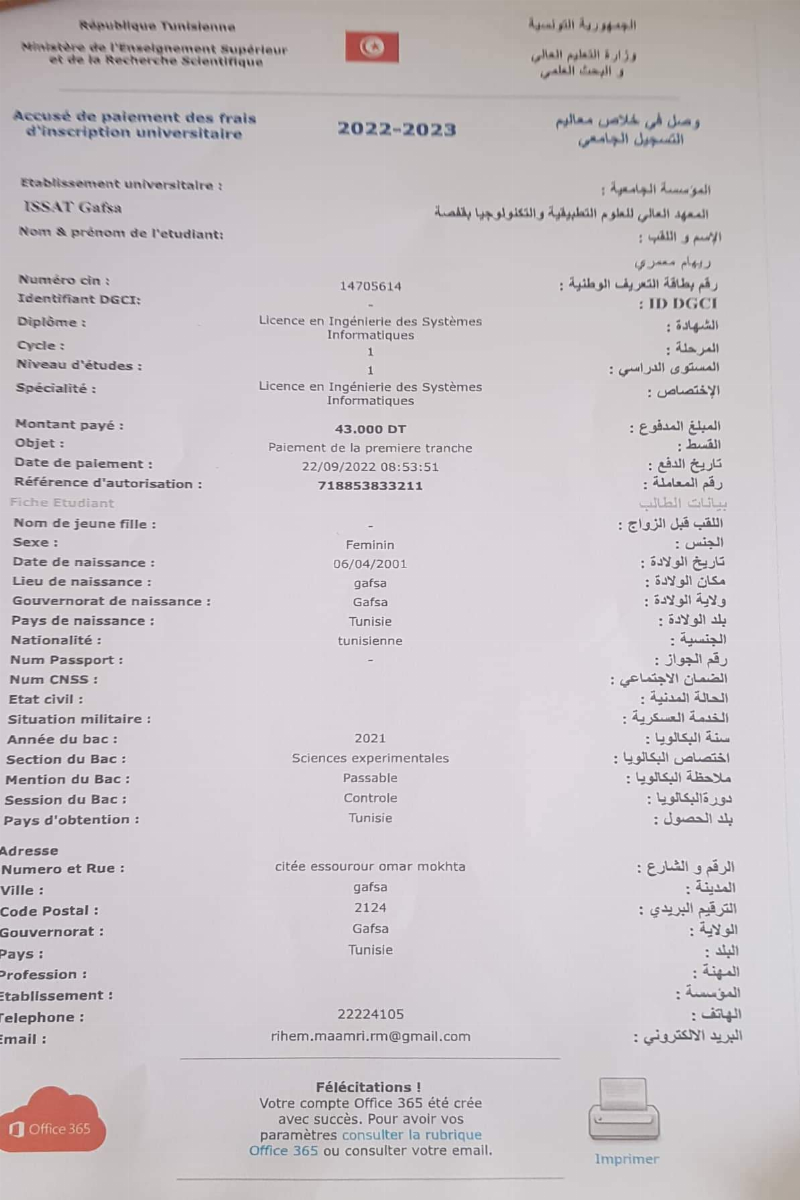 République Tunisienne
الجمهورية التونسية
Ministère de l'Enseignement Supérieur
et de la Recherche Scientifique
وزارة التعليم العالي
و البحث العلمي
Accusé de paiement des frais
d'inscription universitaire
2022-2023
وصل في خلاص معاليم
التسجيل الجامعي
Etablissement universitaire :
المؤسسة الجامعية :
ISSAT Gafsa
المعهد العالي للعلوم التطبيقية والتكنولوجيا بقفصة
Nom & prénom de l'etudiant:
الإسم و اللقب :
ريهام معمري
Numéro cin : 14705614 رقم بطاقة التعريف الوطنية :
Identifiant DGCI: - ID DGCI :
Diplôme : Licence en Ingénierie des Systèmes
Informatiques الشهادة :
Cycle : 1 المرحلة :
Niveau d'études : 1 المستوى الدراسي :
Spécialité : Licence en Ingénierie des Systèmes
Informatiques الإختصاص :
Montant payé : 43.000 DT المبلغ المدفوع :
Objet : Paiement de la premiere tranche القسط :
Date de paiement : 22/09/2022 08:53:51 تاريخ الدفع :
Référence d'autorisation : 718853833211 رقم المعاملة :
Fiche Etudiant بيانات الطالب
Nom de jeune fille : - اللقب قبل الزواج :
Sexe : Feminin الجنس :
Date de naissance : 06/04/2001 تاريخ الولادة :
Lieu de naissance : gafsa مكان الولادة :
Gouvernorat de naissance : Gafsa ولاية الولادة :
Pays de naissance : Tunisie بلد الولادة :
Nationalité : tunisienne الجنسية :
Num Passport : - رقم الجواز :
Num CNSS : الضمان الاجتماعي :
Etat civil : الحالة المدنية :
Situation militaire : الخدمة العسكرية :
Année du bac : 2021 سنة البكالويا :
Section du Bac : Sciences experimentales اختصاص البكالويا :
Mention du Bac : Passable ملاحظة البكالويا :
Session du Bac : Controle دورةالبكالويا :
Pays d'obtention : Tunisie بلد الحصول :
Adresse
Numero et Rue : citée essourour omar mokhta الرقم و الشارع :
Ville : gafsa المدينة :
Code Postal : 2124 الترقيم البريدي :
Gouvernorat : Gafsa الولاية :
Pays : Tunisie البلد :
Profession : المهنة :
Etablissement : المؤسسة :
Telephone : 22224105 الهاتف :
Email : rihem.maamri.rm@gmail.com البريد الالكتروني :
Félécitations !
Votre compte Office 365 été crée
avec succès. Pour avoir vos
paramètres consulter la rubrique
Office 365 ou consulter votre email.
Office 365
Imprimer